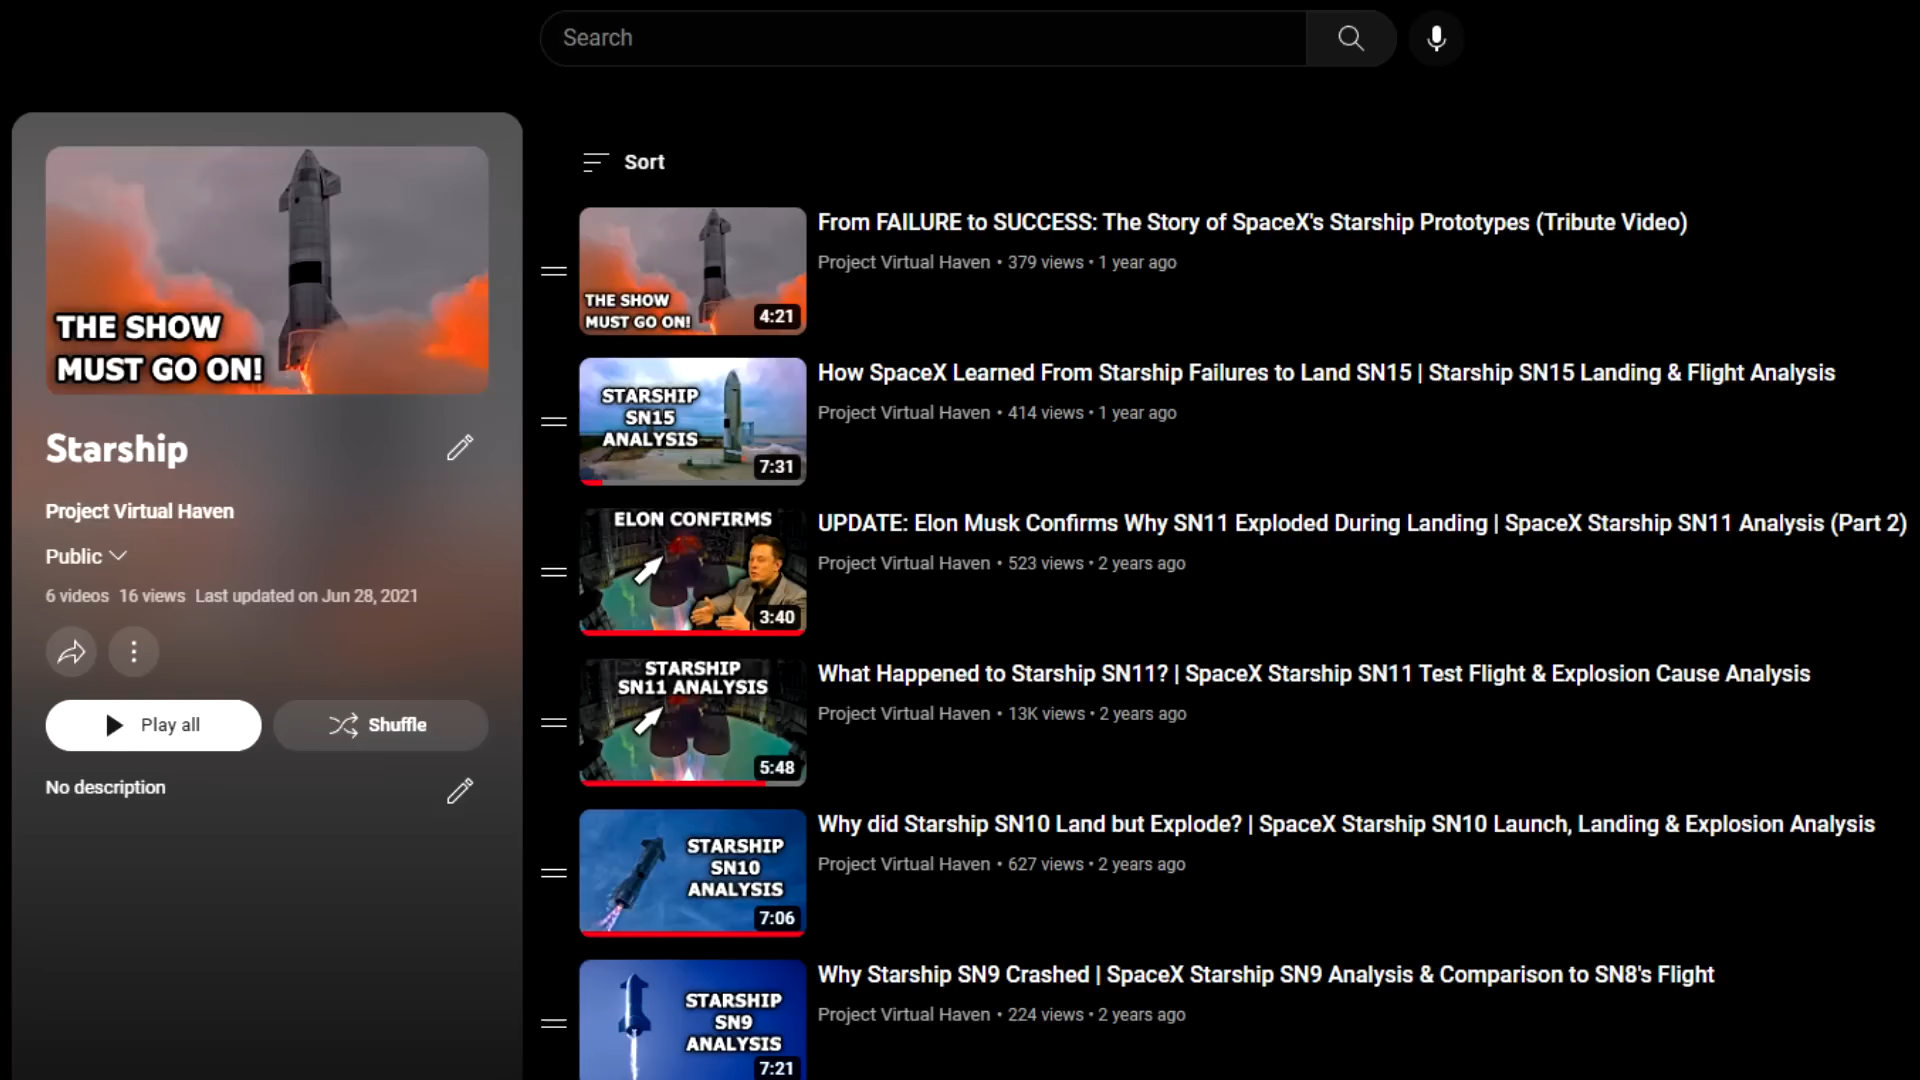 Search
THE SHOW
MUST GO ON!
Starship
Project Virtual Haven
Public
6 videos 16 views Last updated on Jun 28, 2021
Play all
Shuffle
No description
Sort
THE SHOW
MUST GO ON!
4:21
From FAILURE to SUCCESS: The Story of SpaceX's Starship Prototypes (Tribute Video)
Project Virtual Haven • 379 views • 1 year ago
STARSHIP
SN15
ANALYSIS
7:31
How SpaceX Learned From Starship Failures to Land SN15 | Starship SN15 Landing & Flight Analysis
Project Virtual Haven • 414 views • 1 year ago
ELON CONFIRMS
3:40
UPDATE: Elon Musk Confirms Why SN11 Exploded During Landing | SpaceX Starship SN11 Analysis (Part 2)
Project Virtual Haven • 523 views • 2 years ago
STARSHIP
SN11 ANALYSIS
5:48
What Happened to Starship SN11? | SpaceX Starship SN11 Test Flight & Explosion Cause Analysis
Project Virtual Haven • 13K views • 2 years ago
STARSHIP
SN10
ANALYSIS
7:06
Why did Starship SN10 Land but Explode? | SpaceX Starship SN10 Launch, Landing & Explosion Analysis
Project Virtual Haven • 627 views • 2 years ago
STARSHIP
SN9
ANALYSIS
7:21
Why Starship SN9 Crashed | SpaceX Starship SN9 Analysis & Comparison to SN8's Flight
Project Virtual Haven • 224 views • 2 years ago